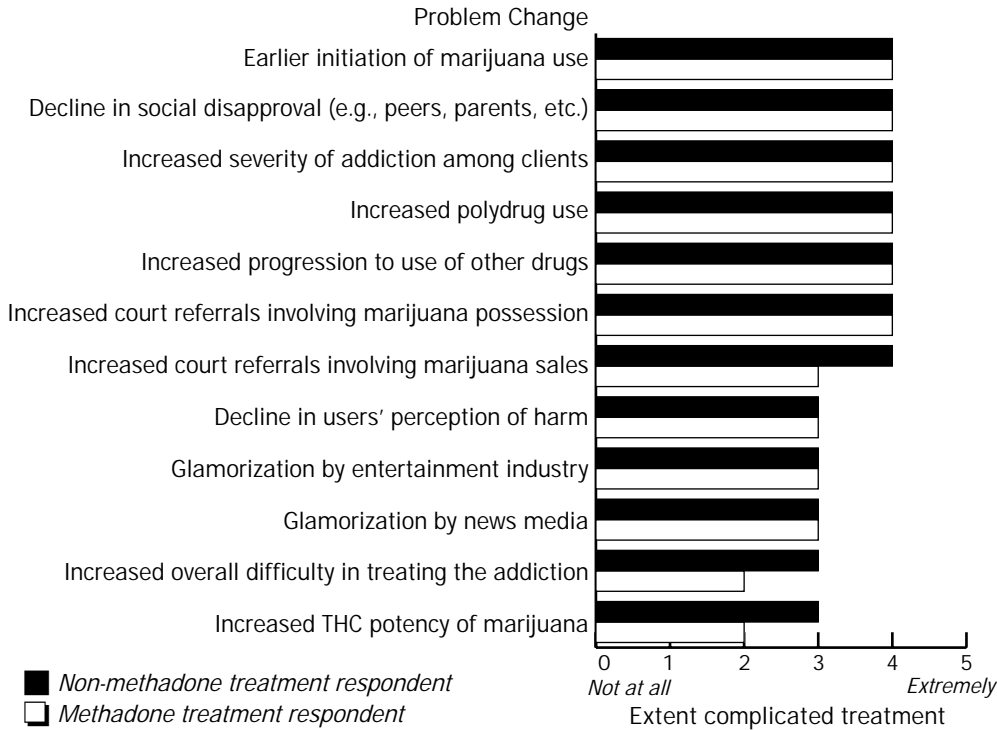 Problem Change
Earlier initiation of marijuana use
Decline in social disapproval (e.g., peers, parents, etc.)
Increased severity of addiction among clients
Increased polydrug use
Increased progression to use of other drugs
Increased court referrals involving marijuana possession
Increased court referrals involving marijuana sales
Decline in users’ perception of harm
Glamorization by entertainment industry
Glamorization by news media
Increased overall difficulty in treating the addiction
Increased THC potency of marijuana
0 1 2 3 4 5
Not at all Extremely
Extent complicated treatment
Non-methadone treatment respondent
Methadone treatment respondent